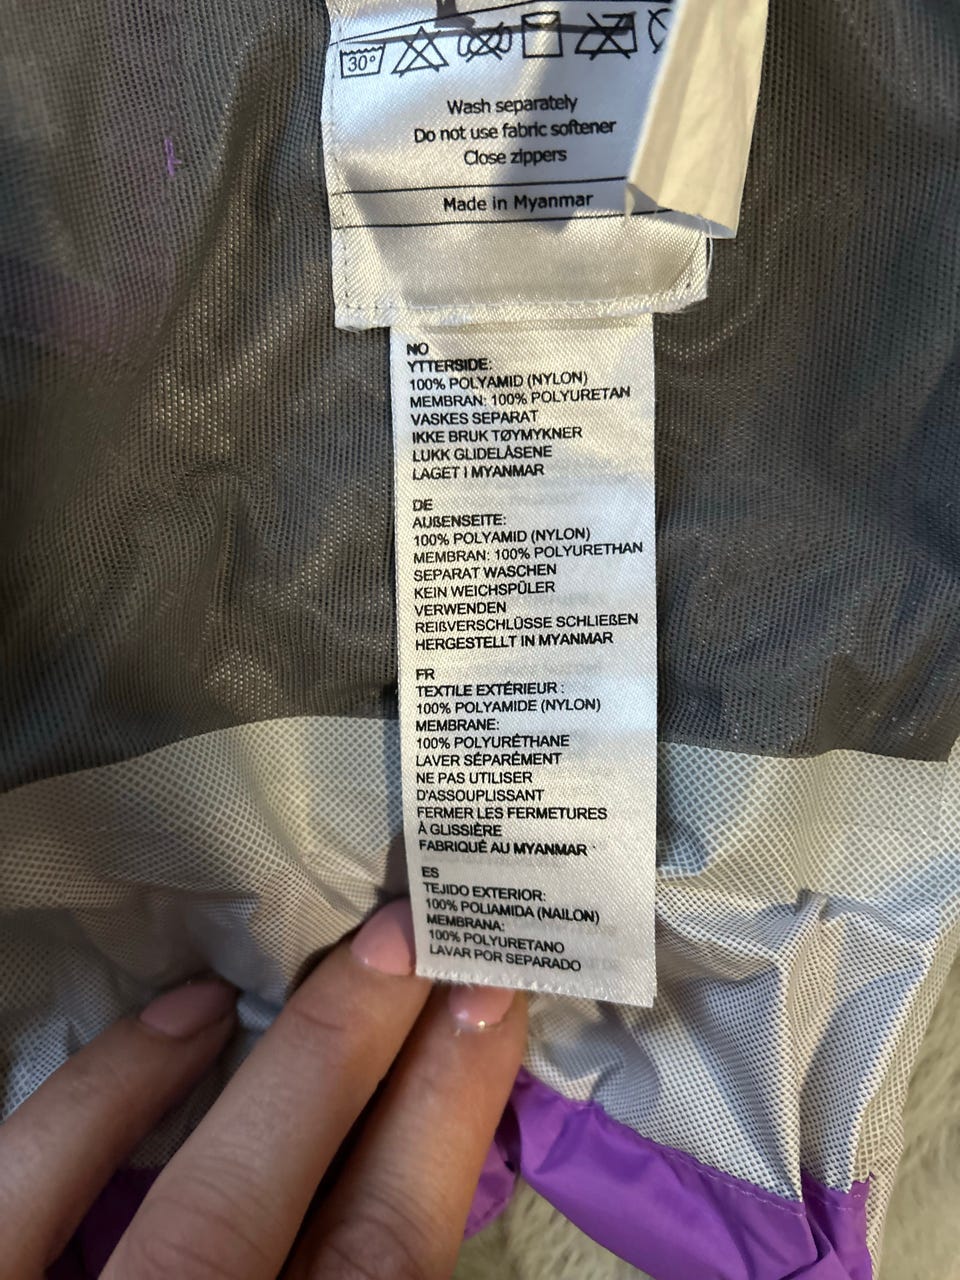 30°
Wash separately
Do not use fabric softener
Close zippers
Made in Myanmar
NO
YTTERSIDE:
100% POLYAMID (NYLON)
MEMBRAN: 100% POLYURETAN
VASKES SEPARAT
IKKE BRUK TØYMYKNER
LUKK GLIDELÅSENE
LAGET I MYANMAR
DE
AUßENSEITE:
100% POLYAMID (NYLON)
MEMBRAN: 100% POLYURETHAN
SEPARAT WASCHEN
KEIN WEICHSPÜLER
VERWENDEN
REIßVERSCHLÜSSE SCHLIEßEN
HERGESTELLT IN MYANMAR
FR
TEXTILE EXTÉRIEUR :
100% POLYAMIDE (NYLON)
MEMBRANE:
100% POLYURÉTHANE
LAVER SÉPARÉMENT
NE PAS UTILISER
D'ASSOUPLISSANT
FERMER LES FERMETURES
À GLISSIÈRE
FABRIQUÉ AU MYANMAR
ES
TEJIDO EXTERIOR:
100% POLIAMIDA (NAILON)
MEMBRANA:
100% POLYURETANO
LAVAR POR SEPARADO